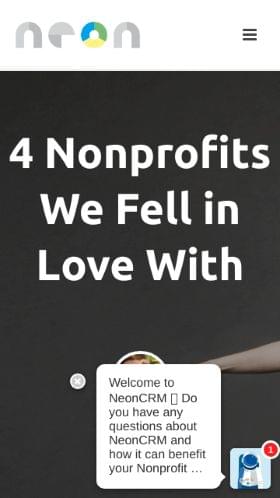 neon
4 Nonprofits
We Fell in
Love With
Welcome to
NeonCRM ▯ Do
you have any
questions about
NeonCRM and
how it can benefit
your Nonprofit ...
1